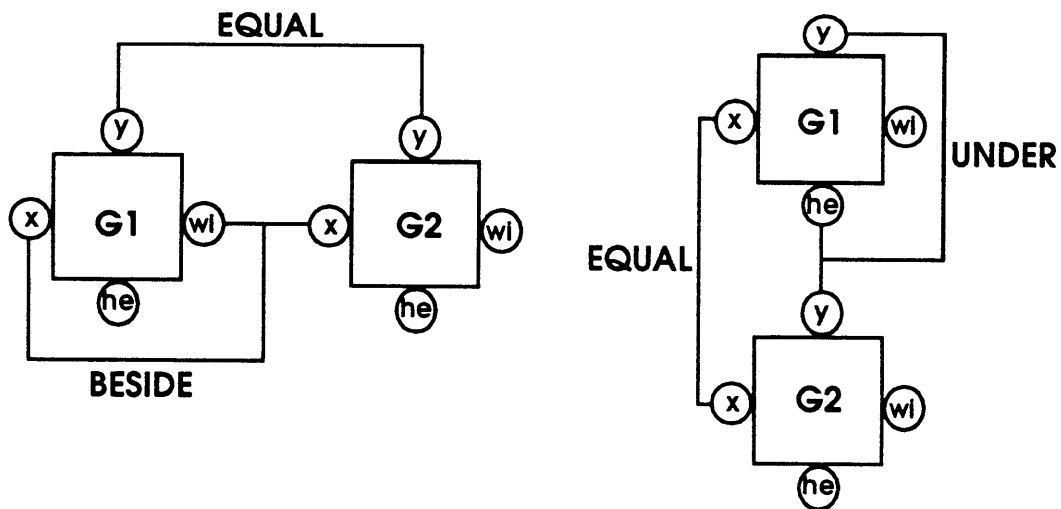 EQUAL
y
y
x
G1
wi
x
G2
wi
he
he
BESIDE
y
x
G1
wi
UNDER
he
EQUAL
y
x
G2
wi
he